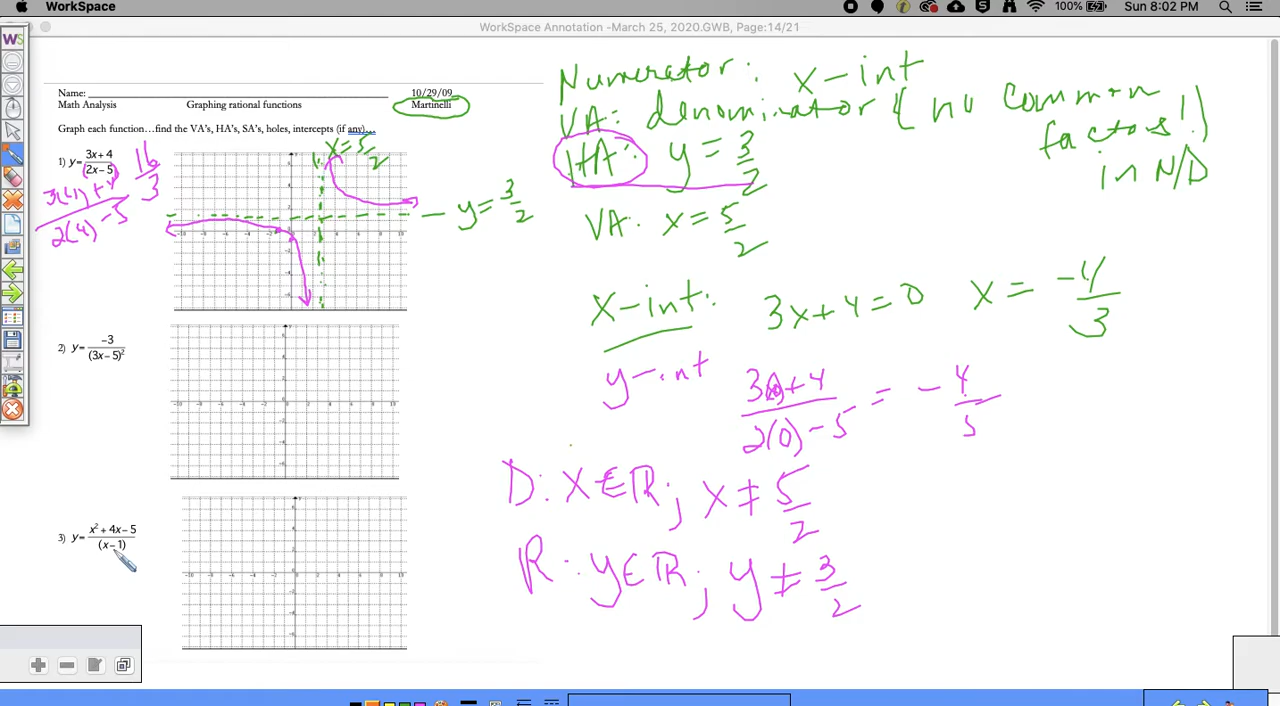 WorkSpace
100%
Sun 8:02 PM
WorkSpace Annotation -March 25, 2020.GWB, Page:14/21
Name:
10/29/09
Math Analysis
Graphing rational functions
Martinelli
Graph each function…find the VA's, HA's, SA's, holes, intercepts (if any)…
1) y= 3x+4 / 2x-5
16/3
3(4)+4 / 2(4)-5
x=5/2
y=3/2
2) y= -3 / (3x-5)²
3) y= x²+4x-5 / (x-1)
Numerator: x-int
VA: denominator { no common
factors!)
in N/D
HA: y=3/2
VA: x=5/2
x-int: 3x+4=0 x=-4/3
y-int 3(0)+4 / 2(0)-5 = -4/5
D: x∈ℝ; x≠5/2
R: y∈ℝ; y≠3/2